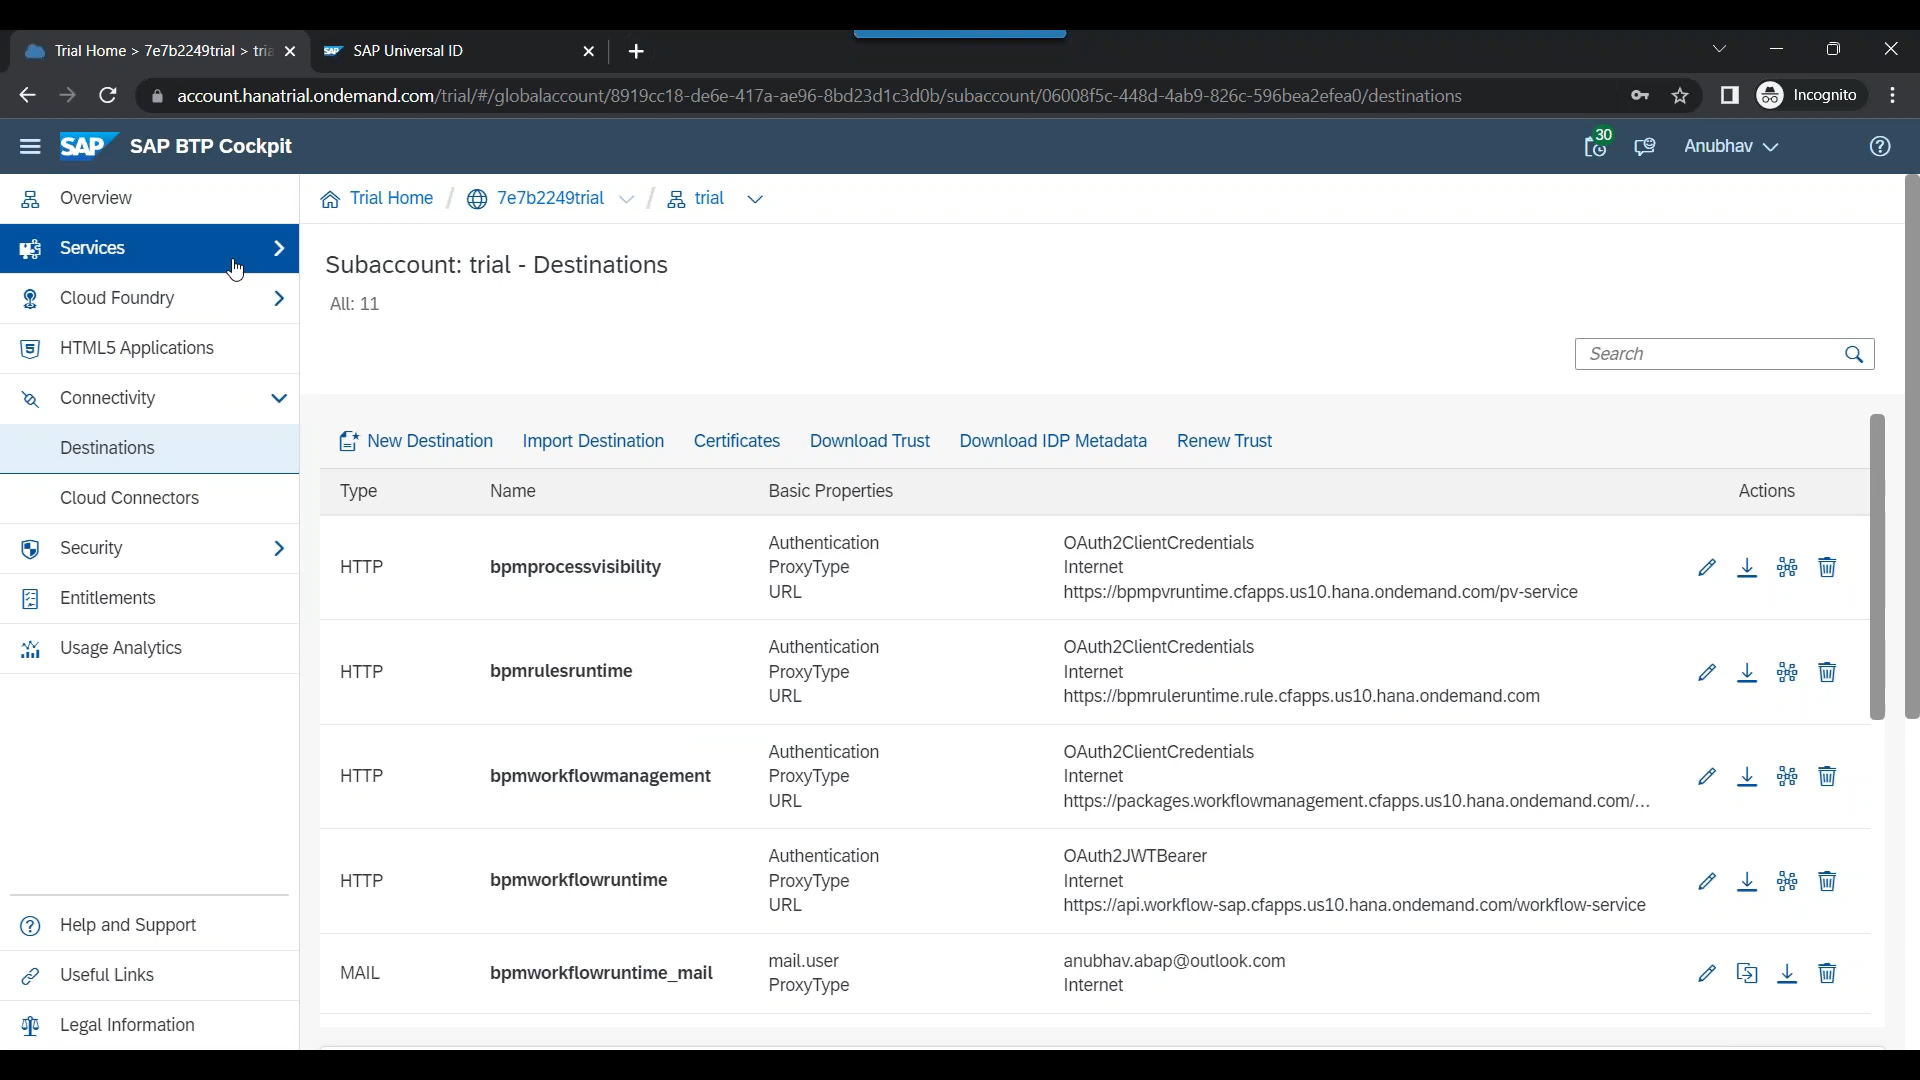 Trial Home > 7e7b2249trial > tria
SAP Universal ID
account.hanatrial.ondemand.com/trial/#/globalaccount/8919cc18-de6e-417a-ae96-8bd23d1c3d0b/subaccount/06008f5c-448d-4ab9-826c-596bea2efea0/destinations
Incognito
SAP SAP BTP Cockpit
30
Anubhav
Overview
Services
Cloud Foundry
HTML5 Applications
Connectivity
Destinations
Cloud Connectors
Security
Entitlements
Usage Analytics
Help and Support
Useful Links
Legal Information
Trial Home / 7e7b2249trial / trial
Subaccount: trial - Destinations
All: 11
Search
New Destination Import Destination Certificates Download Trust Download IDP Metadata Renew Trust
Type Name Basic Properties Actions
Authentication OAuth2ClientCredentials
HTTP bpmprocessvisibility ProxyType Internet
URL https://bpmpvruntime.cfapps.us10.hana.ondemand.com/pv-service
Authentication OAuth2ClientCredentials
HTTP bpmrulesruntime ProxyType Internet
URL https://bpmruleruntime.rule.cfapps.us10.hana.ondemand.com
Authentication OAuth2ClientCredentials
HTTP bpmworkflowmanagement ProxyType Internet
URL https://packages.workflowmanagement.cfapps.us10.hana.ondemand.com/...
Authentication OAuth2JWTBearer
HTTP bpmworkflowruntime ProxyType Internet
URL https://api.workflow-sap.cfapps.us10.hana.ondemand.com/workflow-service
mail.user anubhav.abap@outlook.com
MAIL bpmworkflowruntime_mail
ProxyType Internet